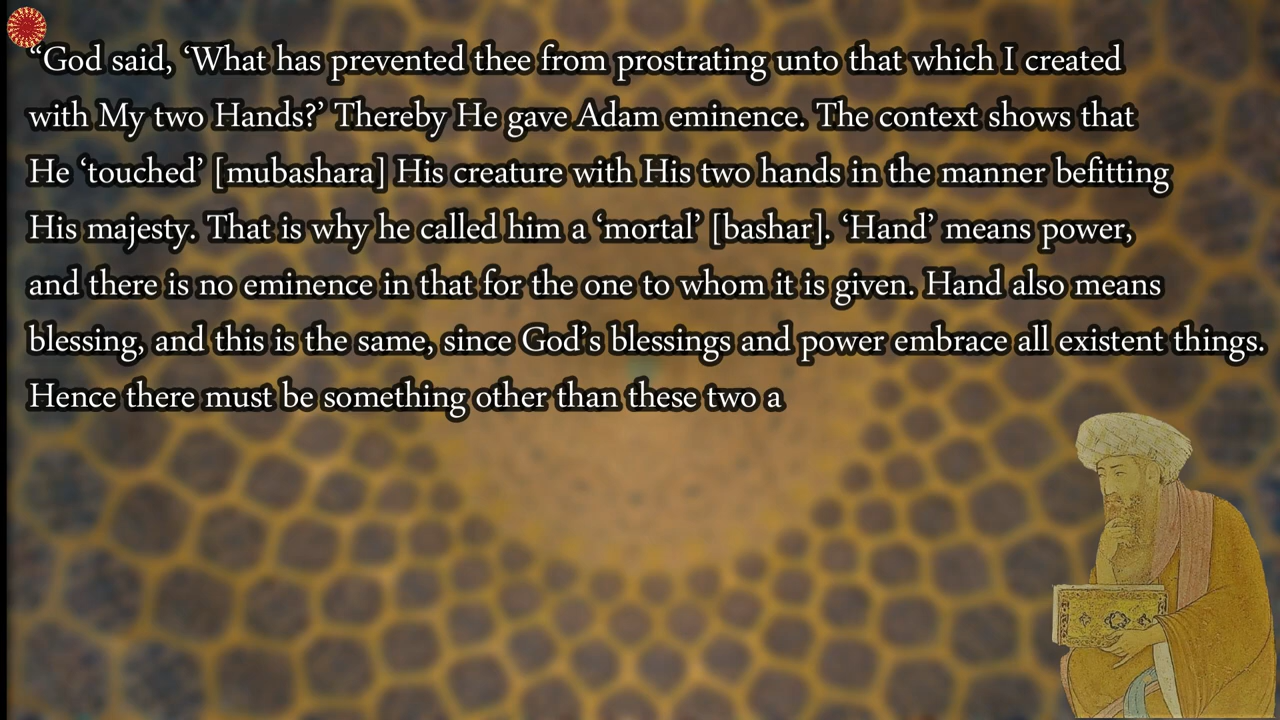 “God said, ‘What has prevented thee from prostrating unto that which I created
with My two Hands?’ Thereby He gave Adam eminence. The context shows that
He ‘touched’ [mubashara] His creature with His two hands in the manner befitting
His majesty. That is why he called him a ‘mortal’ [bashar]. ‘Hand’ means power,
and there is no eminence in that for the one to whom it is given. Hand also means
blessing, and this is the same, since God’s blessings and power embrace all existent things.
Hence there must be something other than these two a